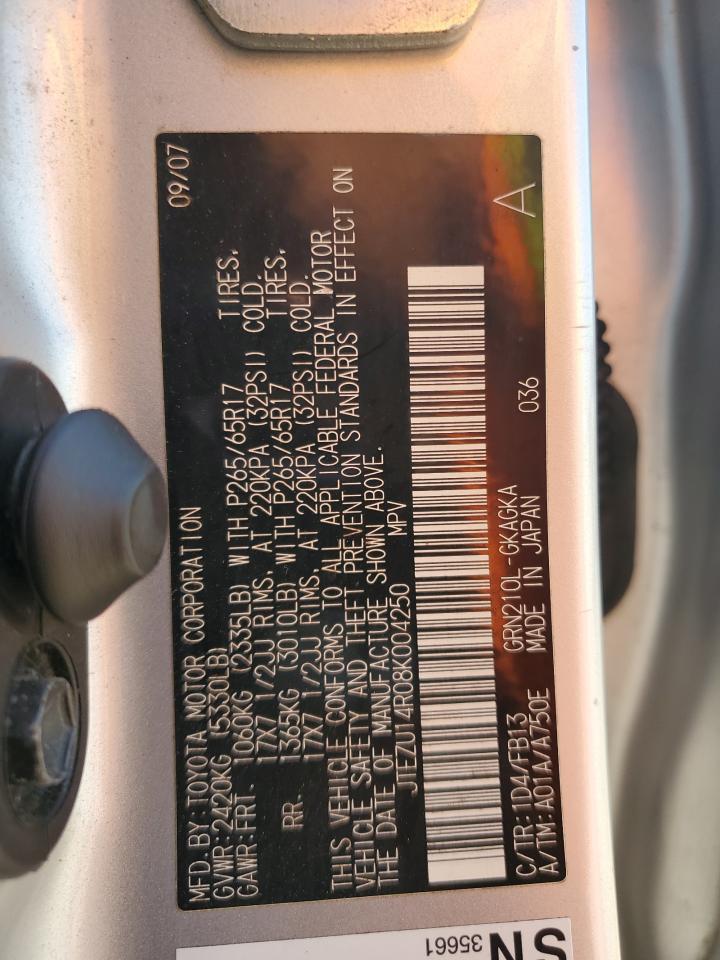 MFD. BY: TOYOTA MOTOR CORPORATION 09/07
GVWR: 2420KG (5330LB)
GAWR: FRT. 1060KG (2335LB) WITH P265/65R17 TIRES,
17X7 1/2JJ RIMS, AT 220KPA (32PSI) COLD.
RR. 1365KG (3010LB) WITH P265/65R17 TIRES,
17X7 1/2JJ RIMS, AT 220KPA (32PSI) COLD.
THIS VEHICLE CONFORMS TO ALL APPLICABLE FEDERAL MOTOR
VEHICLE SAFETY AND THEFT PREVENTION STANDARDS IN EFFECT ON
THE DATE OF MANUFACTURE SHOWN ABOVE.
JTEZU14R08K004250 MPV
C/TR: 1D4/FB13 GRN210L-GKAGKA 036 A
A/TM: A01A/A750E MADE IN JAPAN
SN
35661